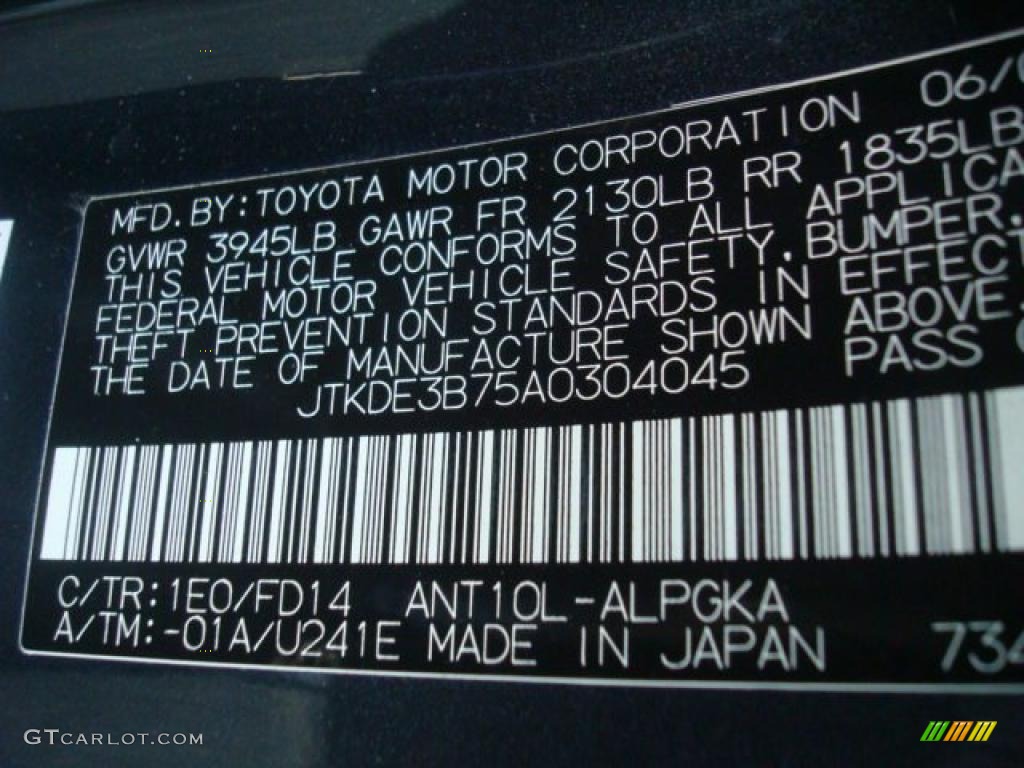 MFD. BY: TOYOTA MOTOR CORPORATION 06/
GVWR 3945LB GAWR FR 2130LB RR 1835LB
THIS VEHICLE CONFORMS TO ALL APPLICA
FEDERAL MOTOR VEHICLE SAFETY, BUMPER,
THEFT PREVENTION STANDARDS IN EFFECT
THE DATE OF MANUFACTURE SHOWN ABOVE.
JTKDE3B75A0304045 PASS
C/TR: 1E0/FD14 ANT10L-ALPGKA
A/TM: -01A/U241E MADE IN JAPAN 734
GTCARLOT.COM